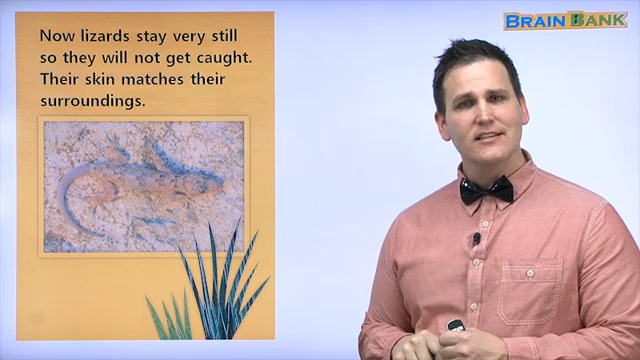 Now lizards stay very still
so they will not get caught.
Their skin matches their
surroundings.
BRAIN BANK